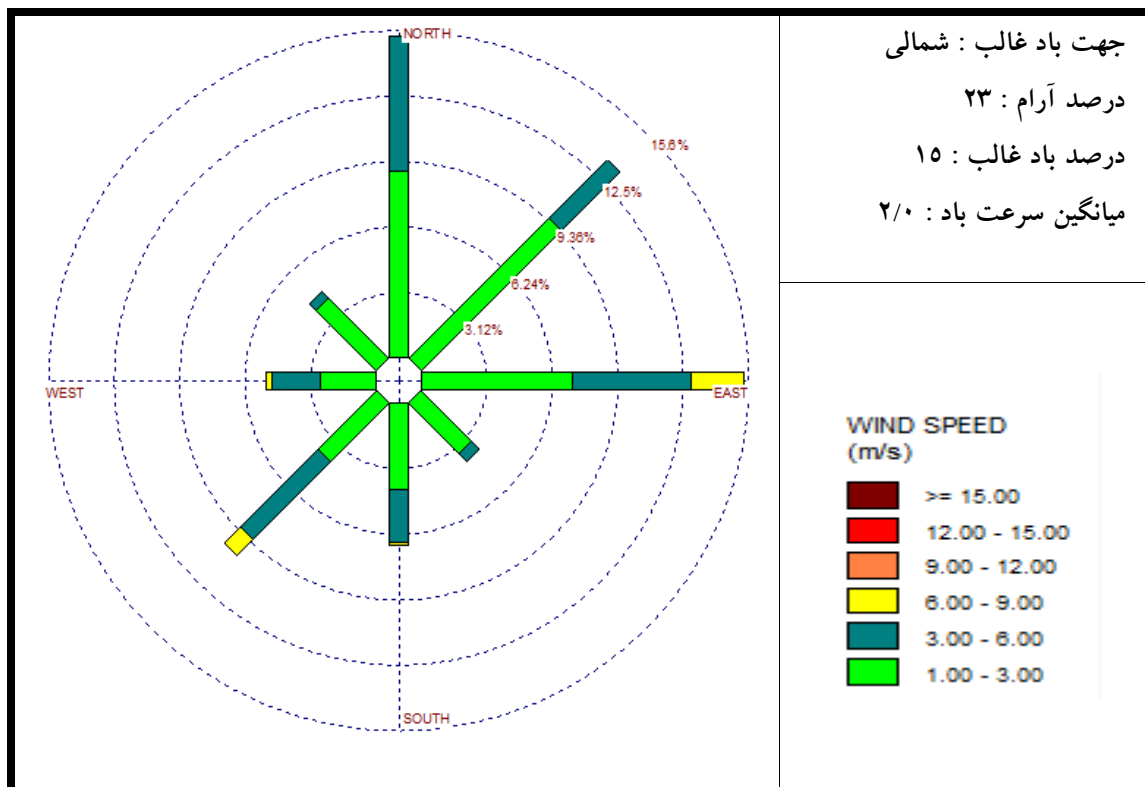 NORTH
15.6%
12.5%
9.36%
6.24%
3.12%
WEST
EAST
SOUTH
جهت باد غالب : شمالی
درصد آرام : ۲۳
درصد باد غالب : ۱۵
میانگین سرعت باد : ۲/۰
WIND SPEED
(m/s)
>= 15.00
12.00 - 15.00
9.00 - 12.00
6.00 - 9.00
3.00 - 6.00
1.00 - 3.00